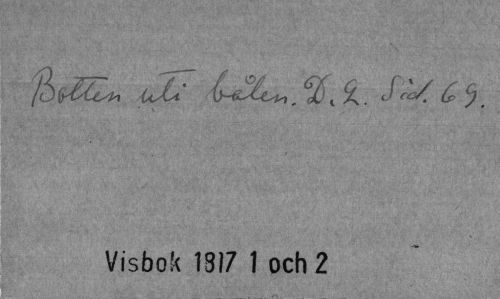 Botten uti bålen. D. 2. Sid. 69.
Visbok 1817 1 och 2